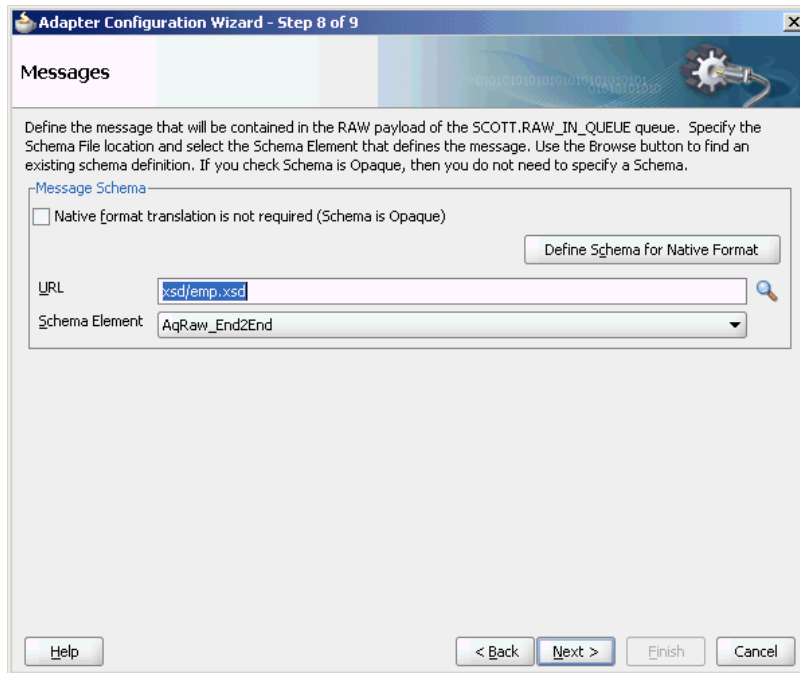 Adapter Configuration Wizard - Step 8 of 9
Messages
Define the message that will be contained in the RAW payload of the SCOTT.RAW_IN_QUEUE queue. Specify the
Schema File location and select the Schema Element that defines the message. Use the Browse button to find an
existing schema definition. If you check Schema is Opaque, then you do not need to specify a Schema.
Message Schema
Native format translation is not required (Schema is Opaque)
Define Schema for Native Format
URL
xsd/emp.xsd
Schema Element
AqRaw_End2End
Help
< Back
Next >
Finish
Cancel